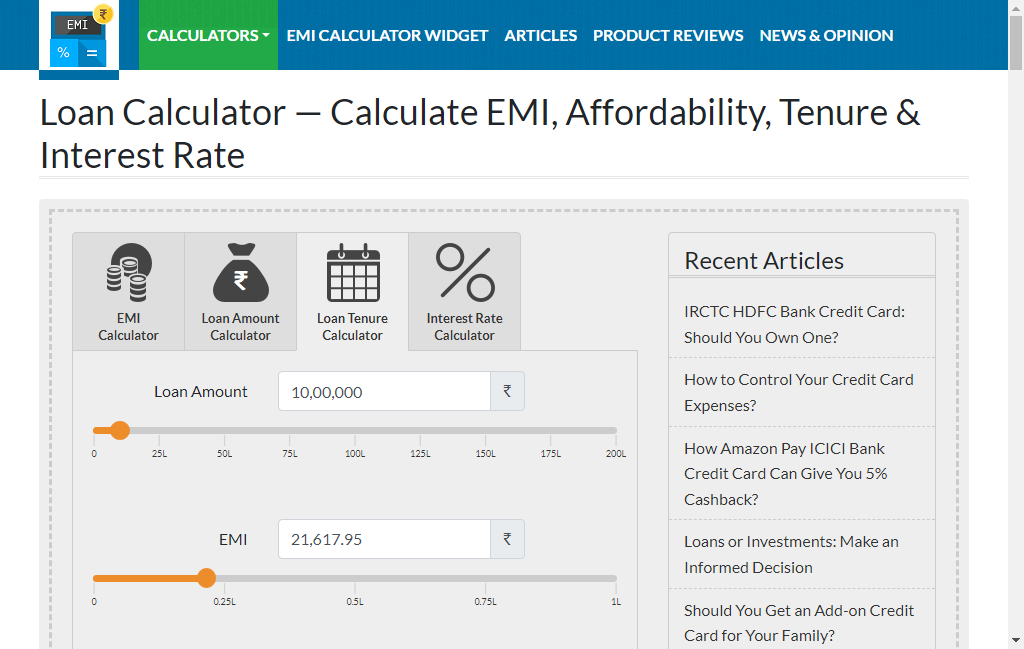 EMI ₹
% =
CALCULATORS EMI CALCULATOR WIDGET ARTICLES PRODUCT REVIEWS NEWS & OPINION
Loan Calculator — Calculate EMI, Affordability, Tenure &
Interest Rate
EMI
Calculator
₹
Loan Amount
Calculator
Loan Tenure
Calculator
Interest Rate
Calculator
Loan Amount 10,00,000 ₹
0 25L 50L 75L 100L 125L 150L 175L 200L
EMI 21,617.95 ₹
0 0.25L 0.5L 0.75L 1L
Recent Articles
IRCTC HDFC Bank Credit Card:
Should You Own One?
How to Control Your Credit Card
Expenses?
How Amazon Pay ICICI Bank
Credit Card Can Give You 5%
Cashback?
Loans or Investments: Make an
Informed Decision
Should You Get an Add-on Credit
Card for Your Family?